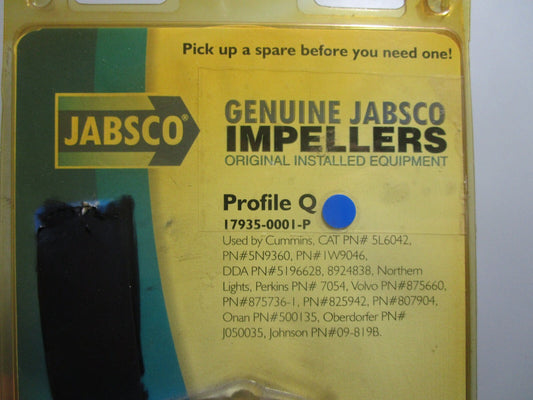 Pick up a spare before you need one!
JABSCO®
GENUINE JABSCO
IMPELLERS
ORIGINAL INSTALLED EQUIPMENT
Profile Q
17935-0001-P
Used by Cummins, CAT PN# 5L6042,
PN#5N9360, PN#1W9046,
DDA PN#5196628, 8924838, Northern
Lights, Perkins PN# 7054, Volvo PN#875660,
PN#875736-1, PN#825942, PN#807904,
Onan PN#500135, Oberdorfer PN#
J050035, Johnson PN#09-819B.